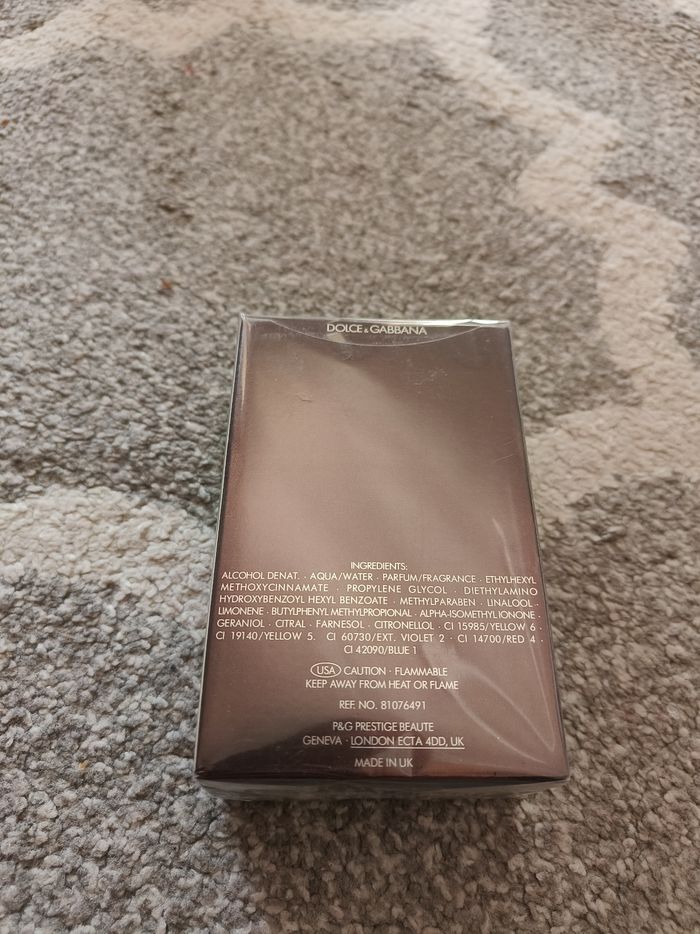 DOLCE & GABBANA
INGREDIENTS:
ALCOHOL DENAT. · AQUA/WATER · PARFUM/FRAGRANCE · ETHYLHEXYL
METHOXYCINNAMATE · PROPYLENE GLYCOL · DIETHYLAMINO
HYDROXYBENZOYL HEXYL BENZOATE · METHYLPARABEN · LINALOOL ·
LIMONENE · BUTYLPHENYL METHYLPROPIONAL · ALPHA-ISOMETHYL IONONE ·
GERANIOL · CITRAL · FARNESOL · CITRONELLOL · CI 15985/YELLOW 6 ·
CI 19140/YELLOW 5. CI 60730/EXT. VIOLET 2 · CI 14700/RED 4 ·
CI 42090/BLUE 1
USA CAUTION · FLAMMABLE
KEEP AWAY FROM HEAT OR FLAME
REF. NO. 81076491
P&G PRESTIGE BEAUTE
GENEVA · LONDON ECTA 4DD, UK
MADE IN UK